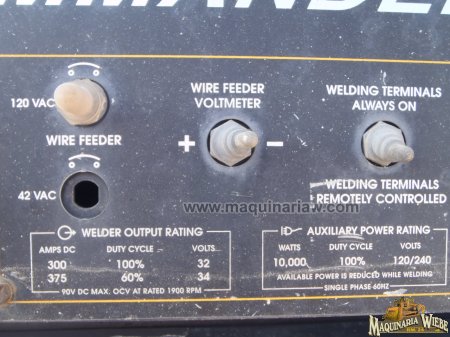 COMMANDER
120 VAC
WIRE FEEDER
42 VAC
WIRE FEEDER
VOLTMETER
+ -
WELDING TERMINALS
ALWAYS ON
WELDING TERMINALS
REMOTELY CONTROLLED
www.maquinariaw.com
WELDER OUTPUT RATING
AMPS DC DUTY CYCLE VOLTS
300 100% 32
375 60% 34
90V DC MAX. OCV AT RATED 1900 RPM
AUXILIARY POWER RATING
WATTS DUTY CYCLE VOLTS
10,000 100% 120/240
AVAILABLE POWER IS REDUCED WHILE WELDING
SINGLE PHASE 60HZ
MAQUINARIA WIEBE